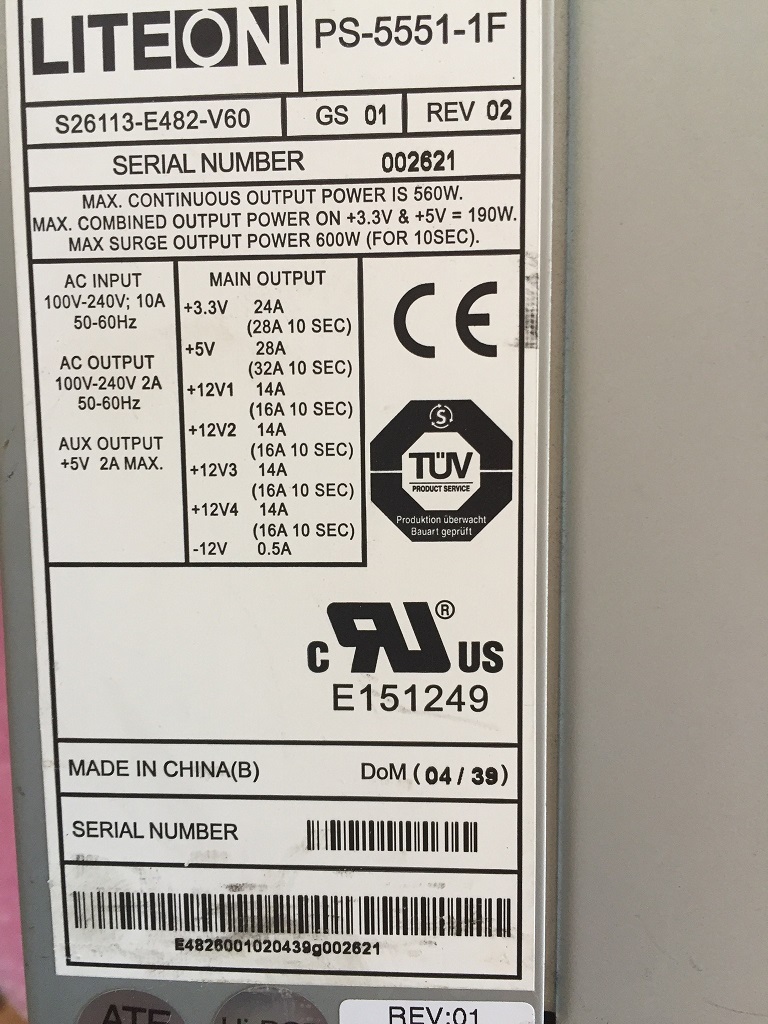 LITEON
PS-5551-1F
S26113-E482-V60
GS 01
REV 02
SERIAL NUMBER 002621
MAX. CONTINUOUS OUTPUT POWER IS 560W.
MAX. COMBINED OUTPUT POWER ON +3.3V & +5V = 190W.
MAX SURGE OUTPUT POWER 600W (FOR 10SEC).
AC INPUT
100V-240V; 10A
50-60Hz
AC OUTPUT
100V-240V 2A
50-60Hz
AUX OUTPUT
+5V 2A MAX.
MAIN OUTPUT
+3.3V 24A
(28A 10 SEC)
+5V 28A
(32A 10 SEC)
+12V1 14A
(16A 10 SEC)
+12V2 14A
(16A 10 SEC)
+12V3 14A
(16A 10 SEC)
+12V4 14A
(16A 10 SEC)
-12V 0.5A
CE
S
TÜV
PRODUCT SERVICE
Produktion überwacht
Bauart geprüft
C RU ® US
E151249
MADE IN CHINA(B)
DoM (04/39)
SERIAL NUMBER
E4826001020439g002621
ATE
REV:01